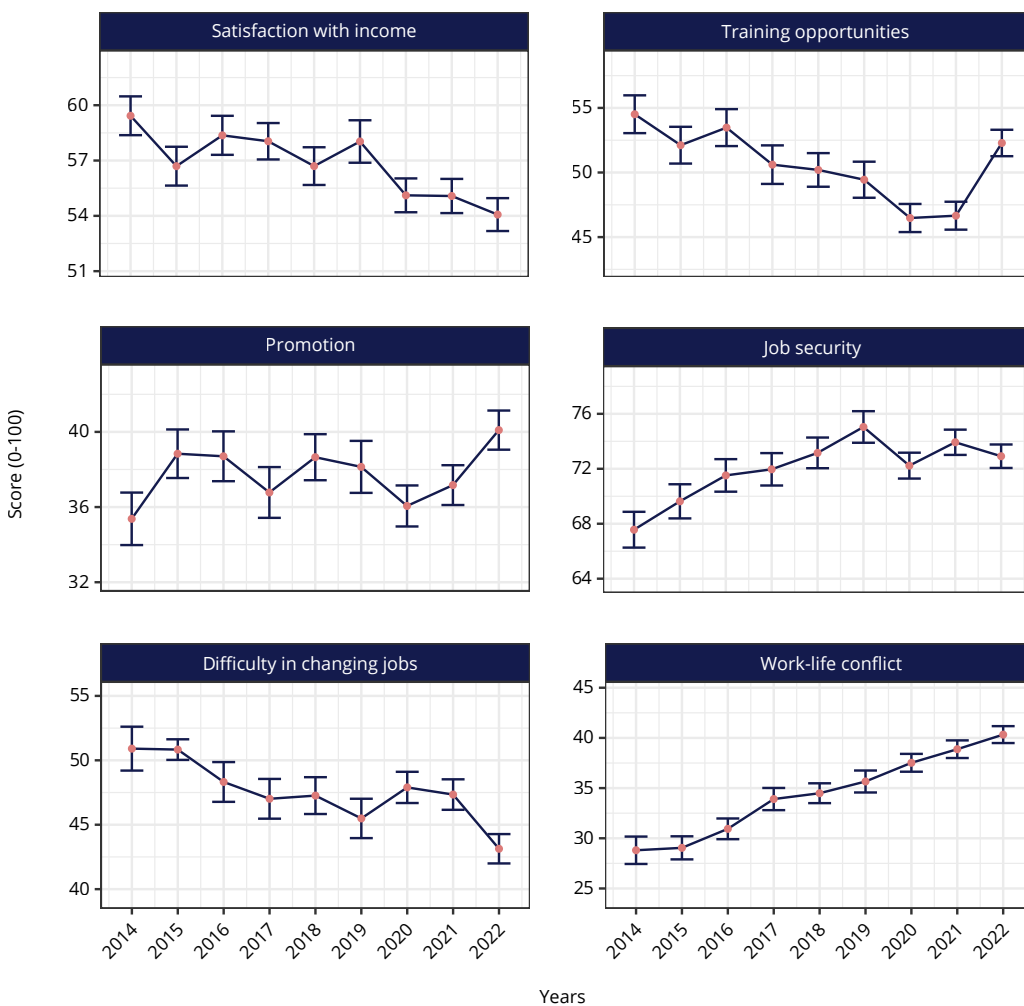 Satisfaction with income
Training opportunities
60
57
54
51
55
50
45
Promotion
Job security
40
36
32
76
72
68
64
Score (0-100)
Difficulty in changing jobs
Work-life conflict
55
50
45
40
45
40
35
30
25
2014 2015 2016 2017 2018 2019 2020 2021 2022
2014 2015 2016 2017 2018 2019 2020 2021 2022
Years